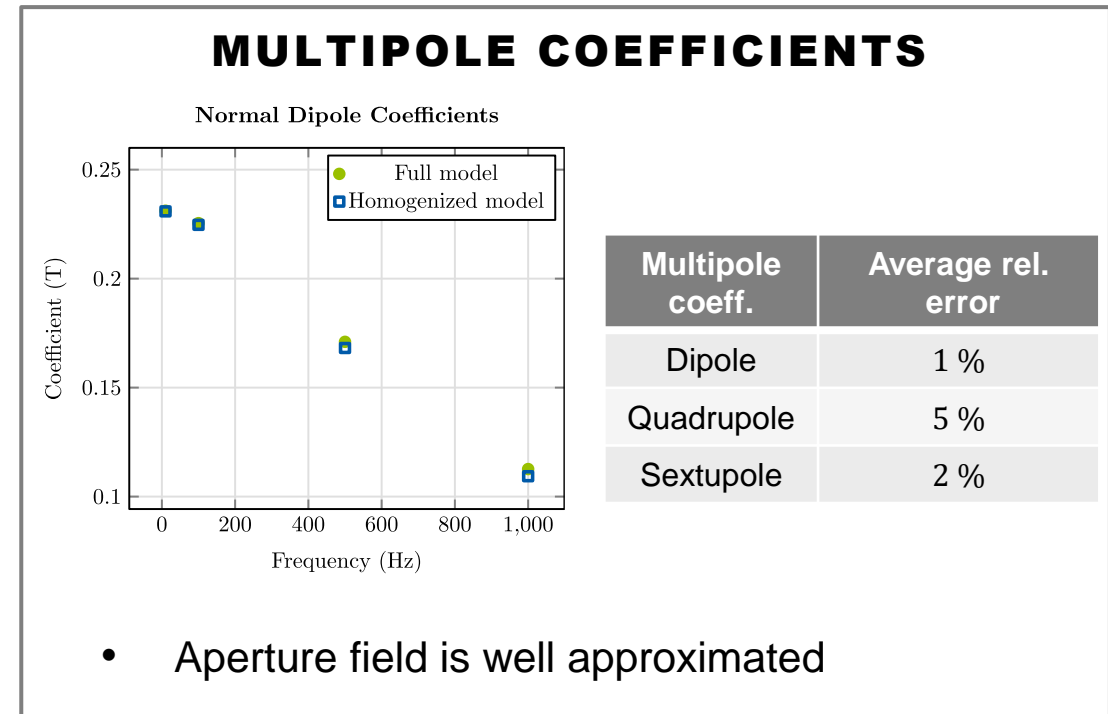 MULTIPOLE COEFFICIENTS
Normal Dipole Coefficients
Full model
Homogenized model
0.25
0.2
0.15
0.1
Coefficient (T)
0 200 400 600 800 1,000
Frequency (Hz)
Multipole coeff. Average rel. error
Dipole 1 %
Quadrupole 5 %
Sextupole 2 %
• Aperture field is well approximated